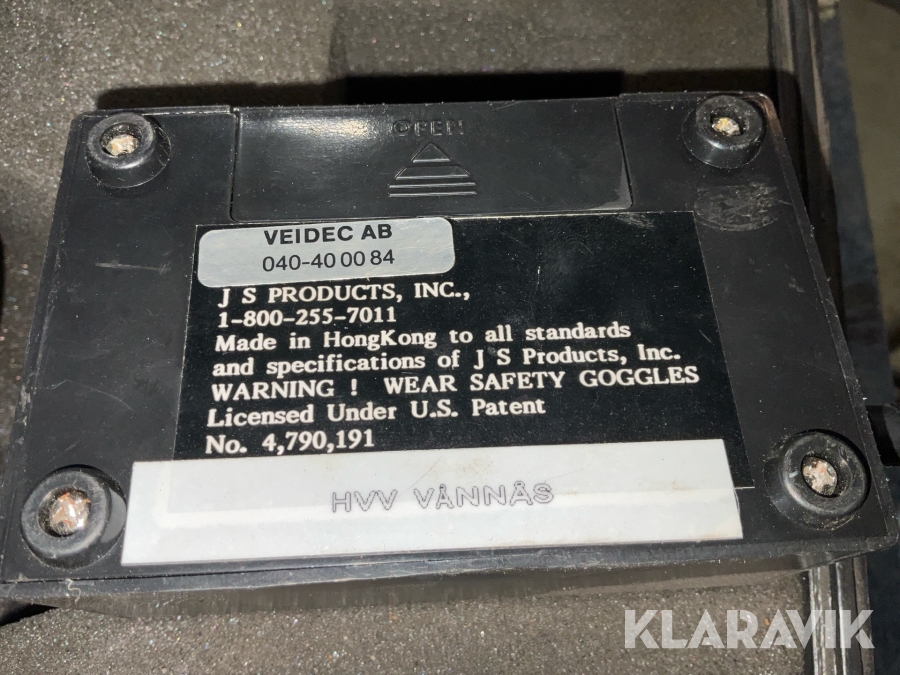 OPEN
VEIDEC AB
040-40 00 84
J S PRODUCTS, INC.,
1-800-255-7011
Made in HongKong to all standards
and specifications of J S Products, Inc.
WARNING ! WEAR SAFETY GOGGLES
Licensed Under U.S. Patent
No. 4,790,191
HVV VÄNNÄS
KLARAVIK